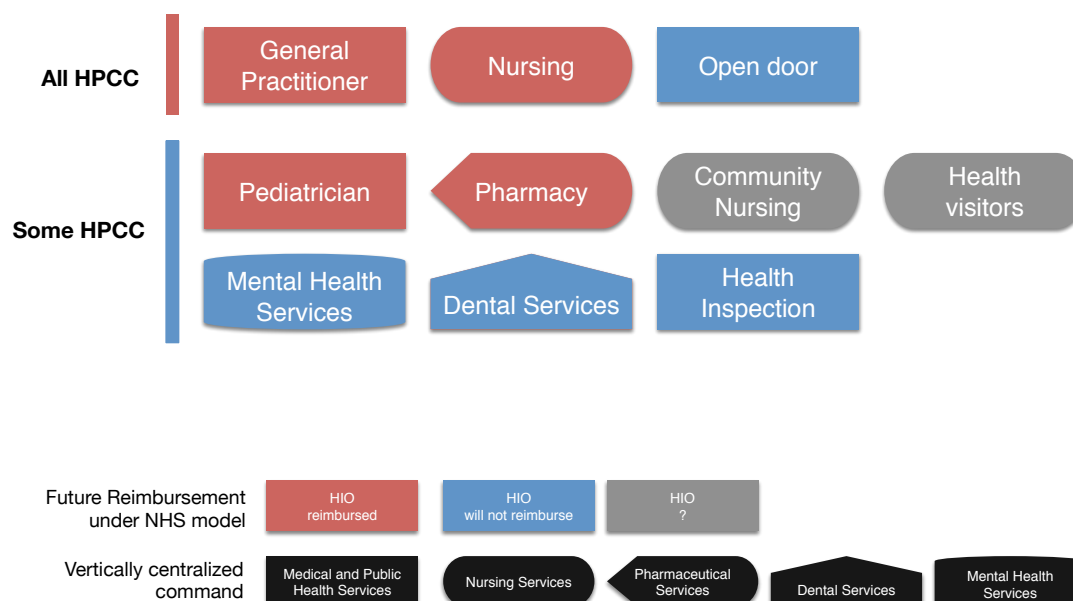 All HPCC
General
Practitioner
Nursing
Open door
Some HPCC
Pediatrician
Pharmacy
Community
Nursing
Health
visitors
Mental Health
Services
Dental Services
Health
Inspection
Future Reimbursement
under NHS model
HIO
reimbursed
HIO
will not reimburse
HIO
?
Vertically centralized
command
Medical and Public
Health Services
Nursing Services
Pharmaceutical
Services
Dental Services
Mental Health
Services